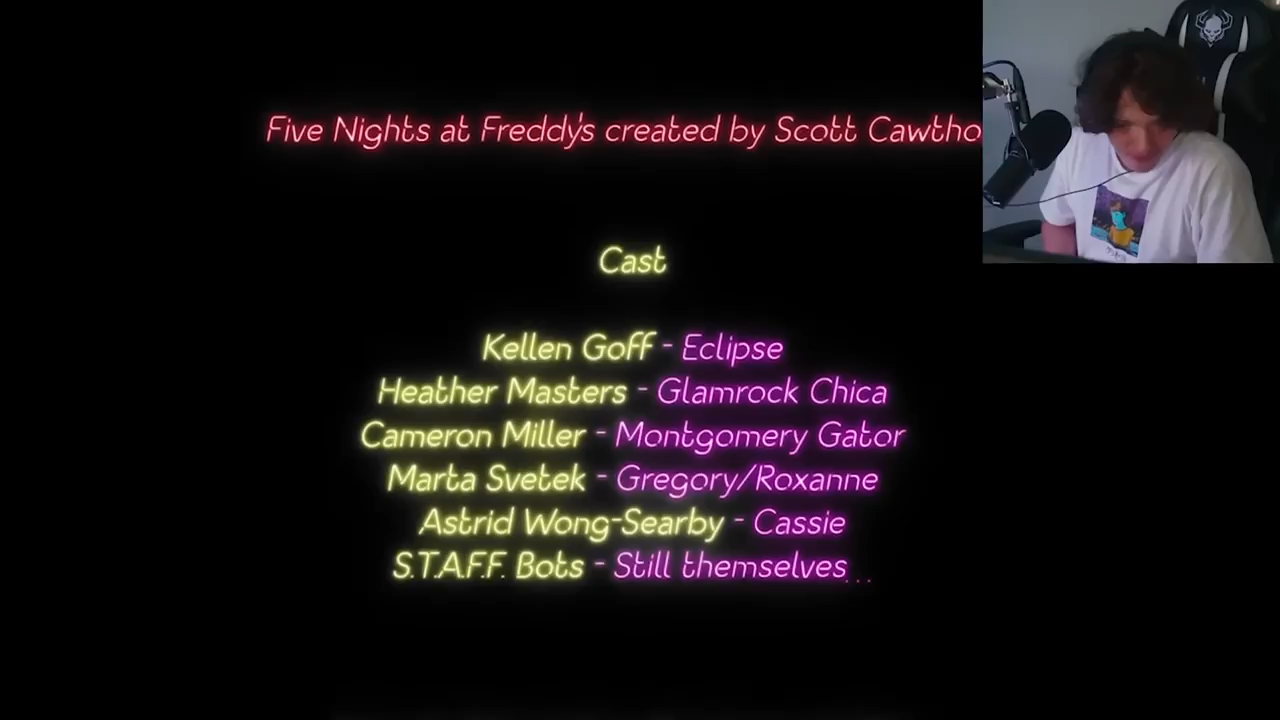 Five Nights at Freddy's created by Scott Cawtho
Cast
Kellen Goff - Eclipse
Heather Masters - Glamrock Chica
Cameron Miller - Montgomery Gator
Marta Svetek - Gregory/Roxanne
Astrid Wong-Searby - Cassie
S.T.A.F.F. Bots - Still themselves...